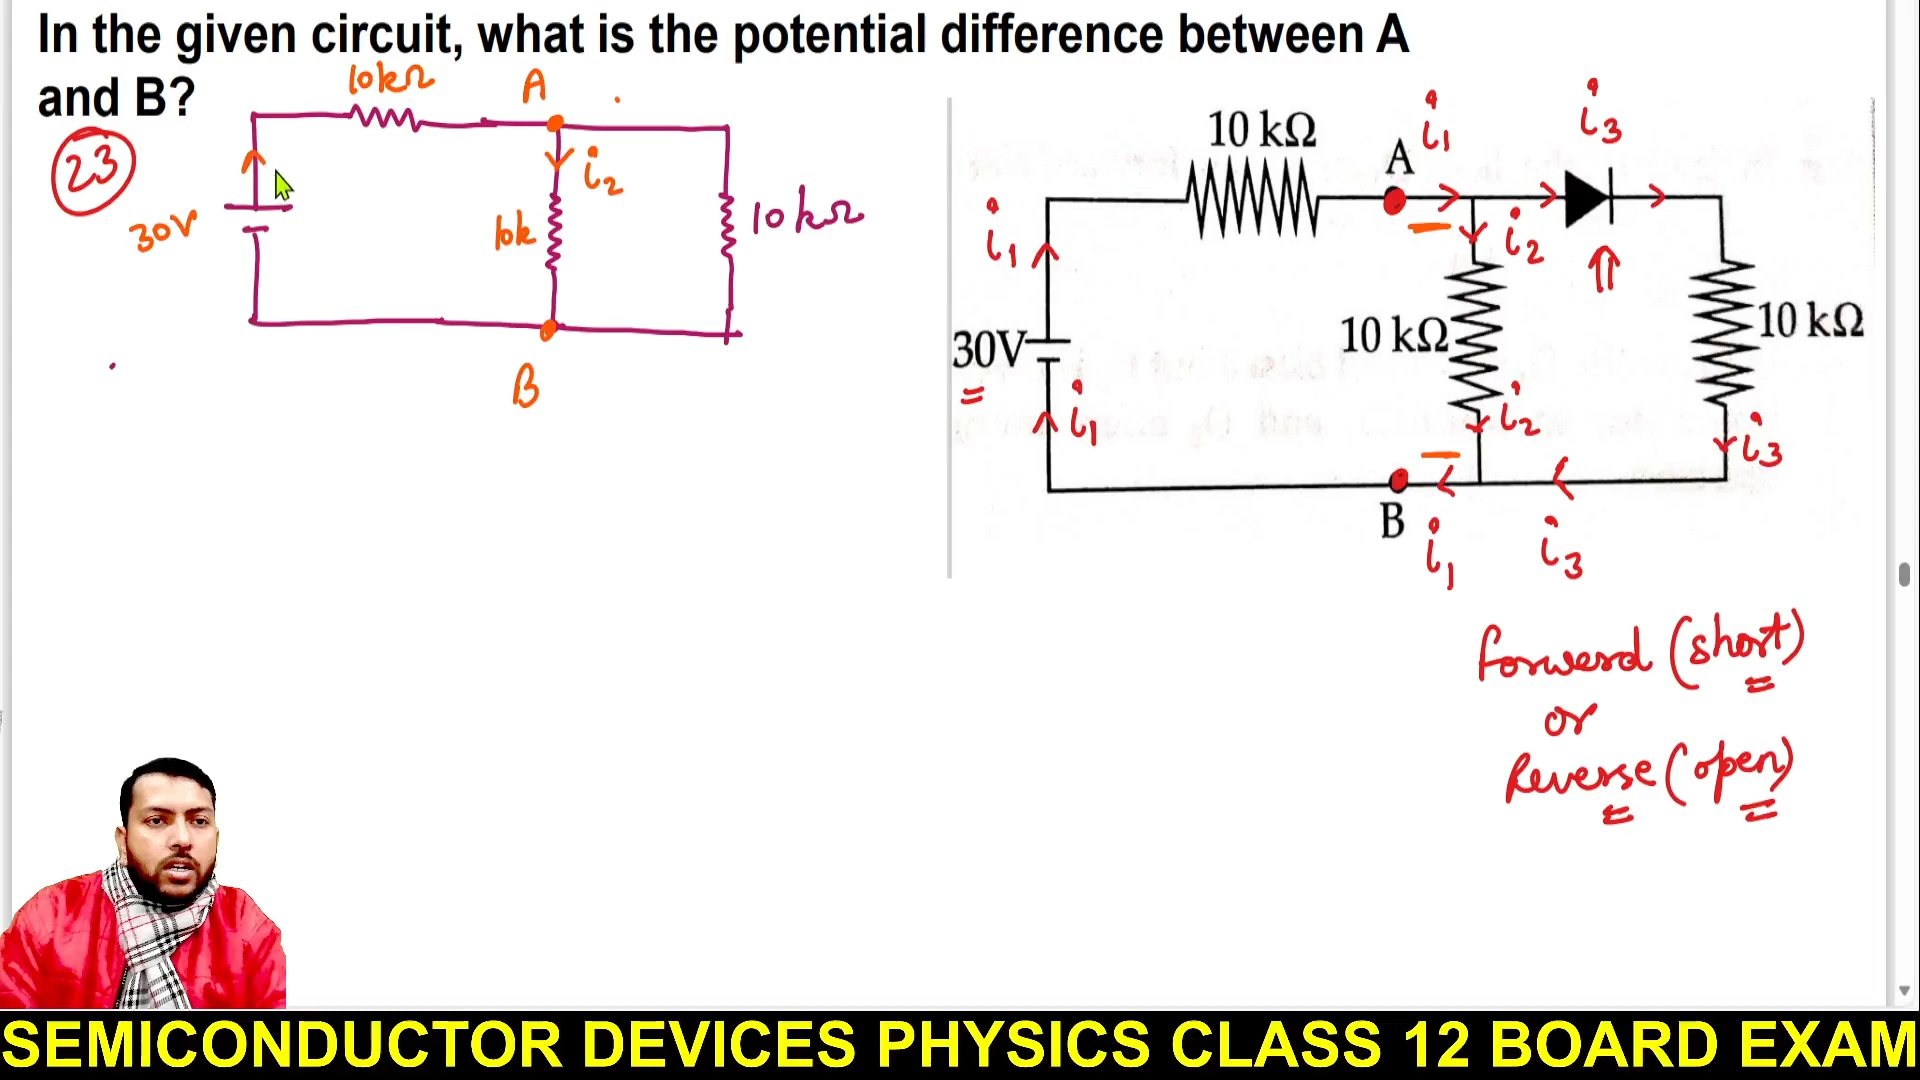 In the given circuit, what is the potential difference between A
and B?
23
10kΩ
A
i2
30V
10k
10kΩ
B
10 kΩ
A
i1
i3
i1
i2
30V
10 kΩ
10 kΩ
i1
i2
i3
B
i1
i3
forward (short)
or
Reverse (open)
SEMICONDUCTOR DEVICES PHYSICS CLASS 12 BOARD EXAM